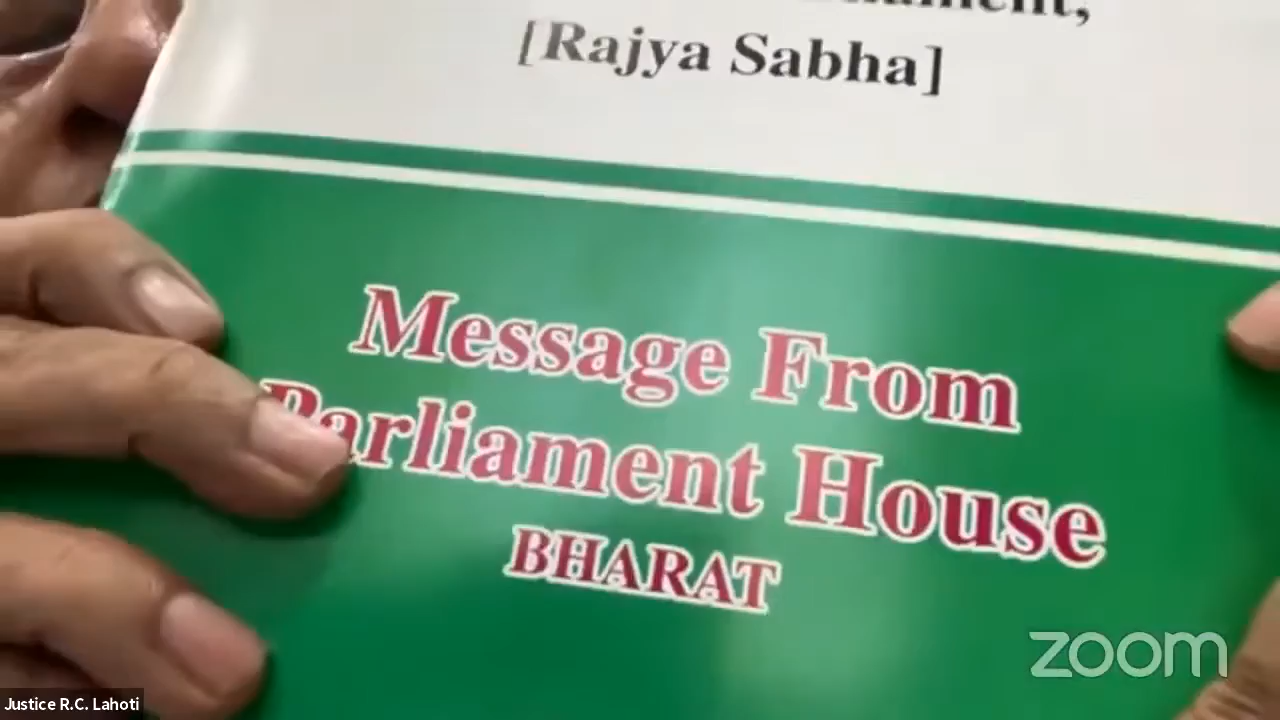 [Rajya Sabha]
Message From
Parliament House
BHARAT
zoom
Justice R.C. Lahoti